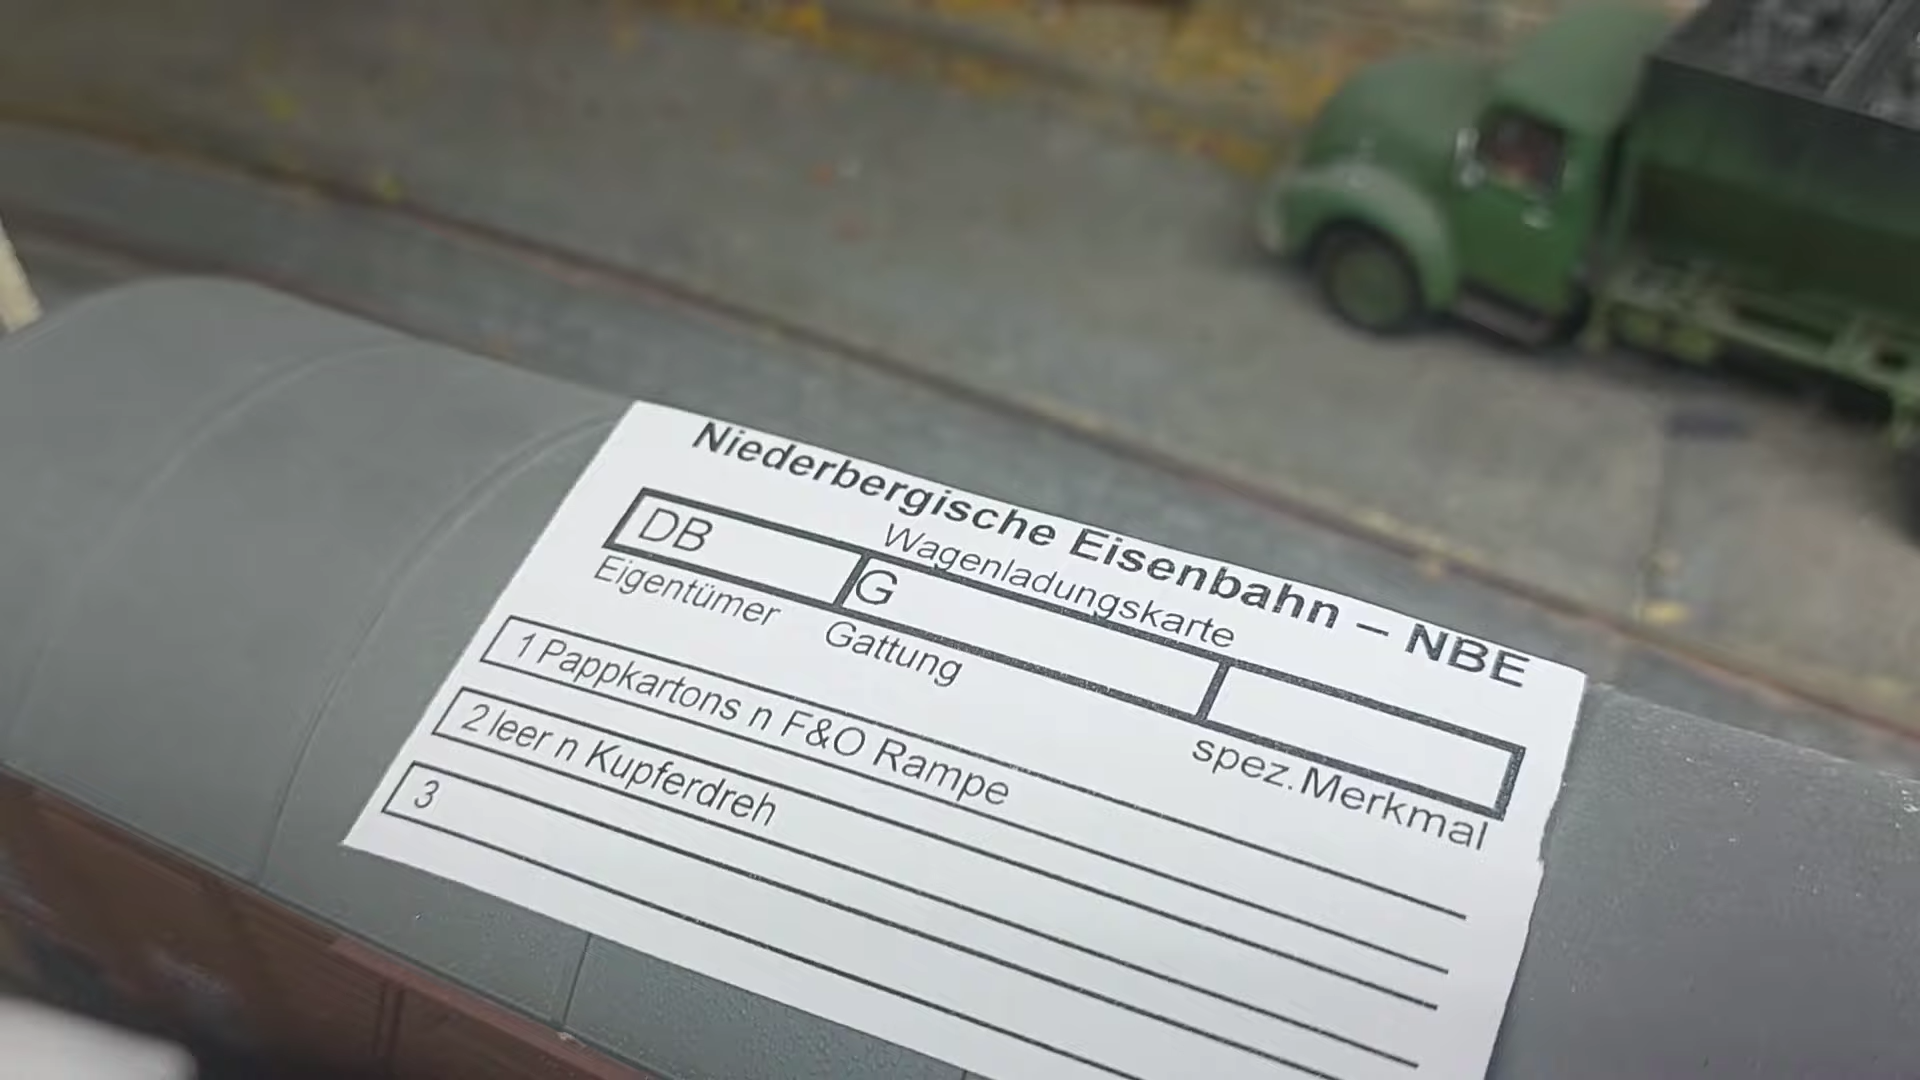 Niederbergische Eisenbahn – NBE
Wagenladungskarte
DB G
Eigentümer Gattung spez. Merkmal
1 Pappkartons n F&O Rampe
2 leer n Kupferdreh
3